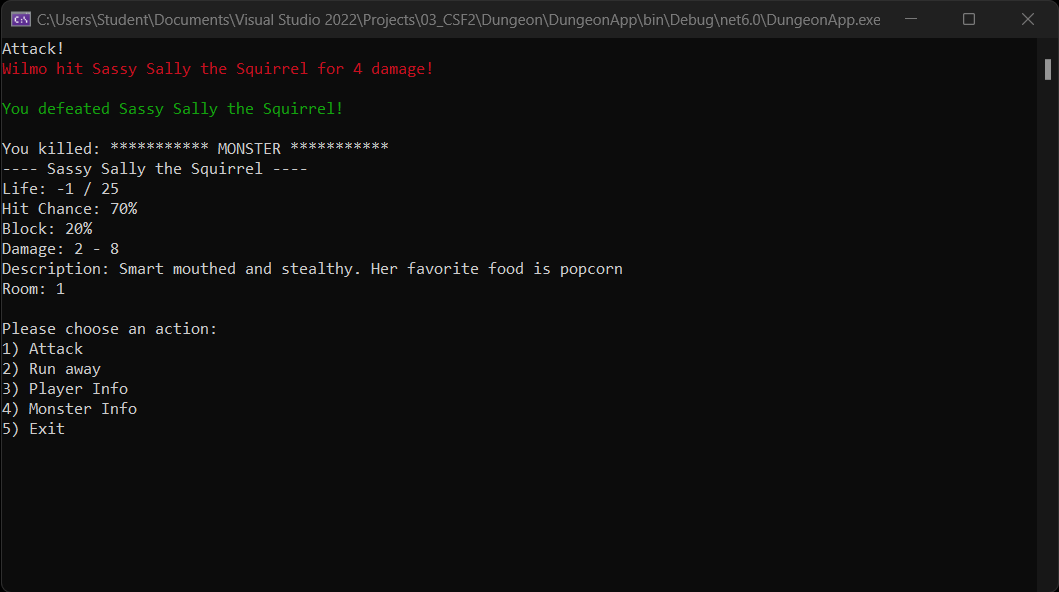 C:\Users\Student\Documents\Visual Studio 2022\Projects\03_CSF2\Dungeon\DungeonApp\bin\Debug\net6.0\DungeonApp.exe
Attack!
Wilmo hit Sassy Sally the Squirrel for 4 damage!
You defeated Sassy Sally the Squirrel!
You killed: *********** MONSTER ***********
---- Sassy Sally the Squirrel ----
Life: -1 / 25
Hit Chance: 70%
Block: 20%
Damage: 2 - 8
Description: Smart mouthed and stealthy. Her favorite food is popcorn
Room: 1
Please choose an action:
1) Attack
2) Run away
3) Player Info
4) Monster Info
5) Exit